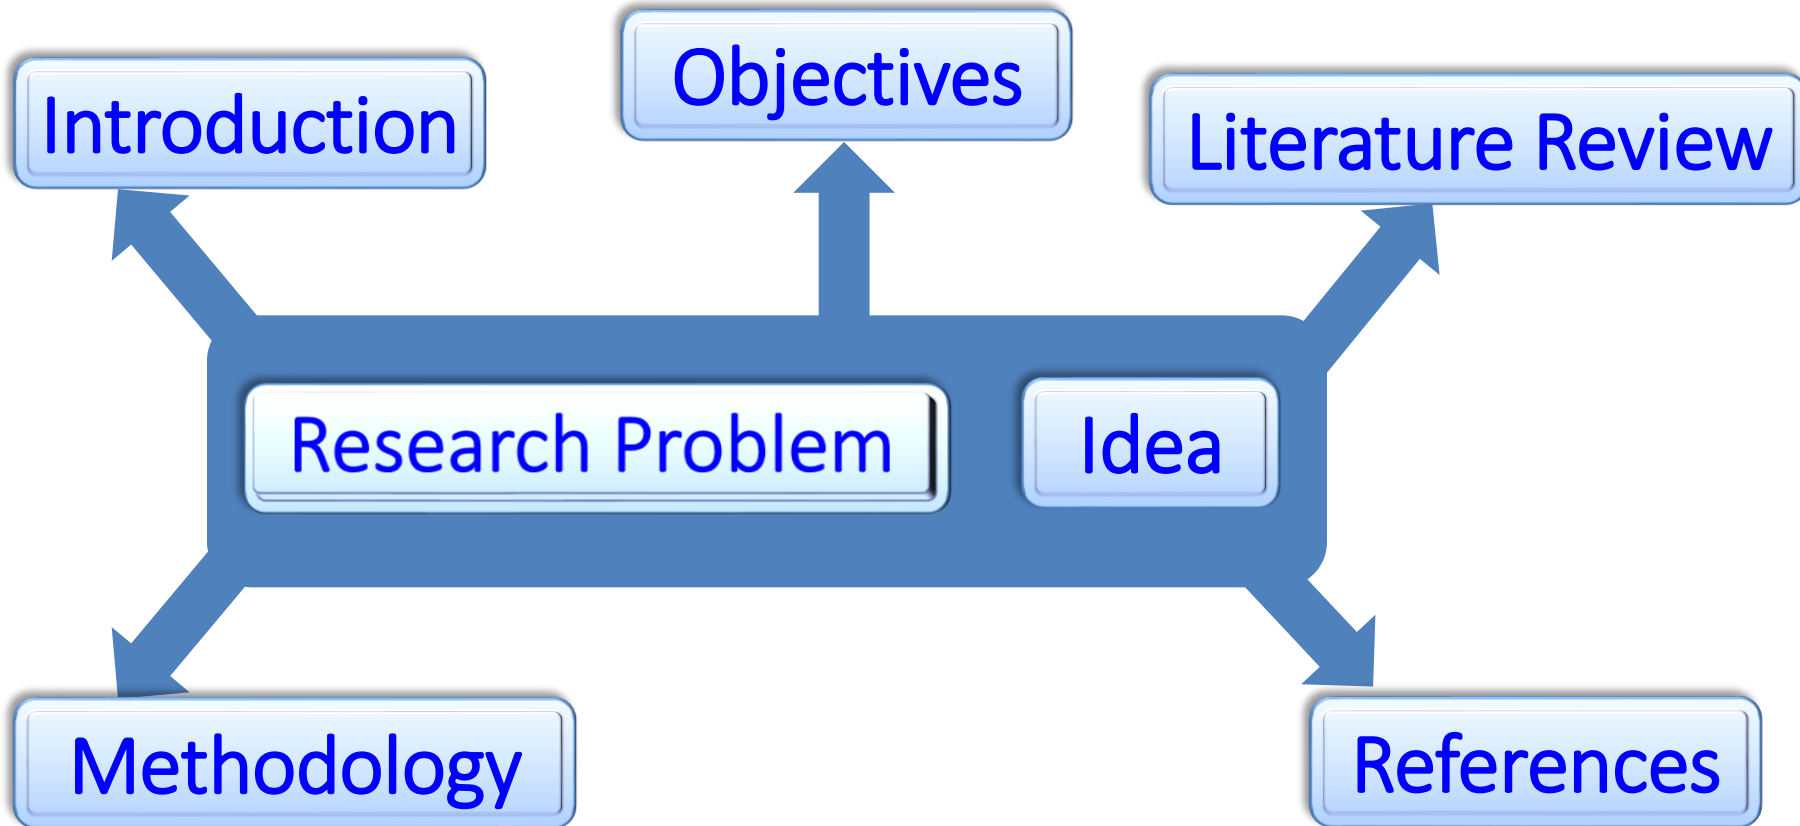 Objectives
Introduction
Literature Review
Research Problem
Idea
Methodology
References